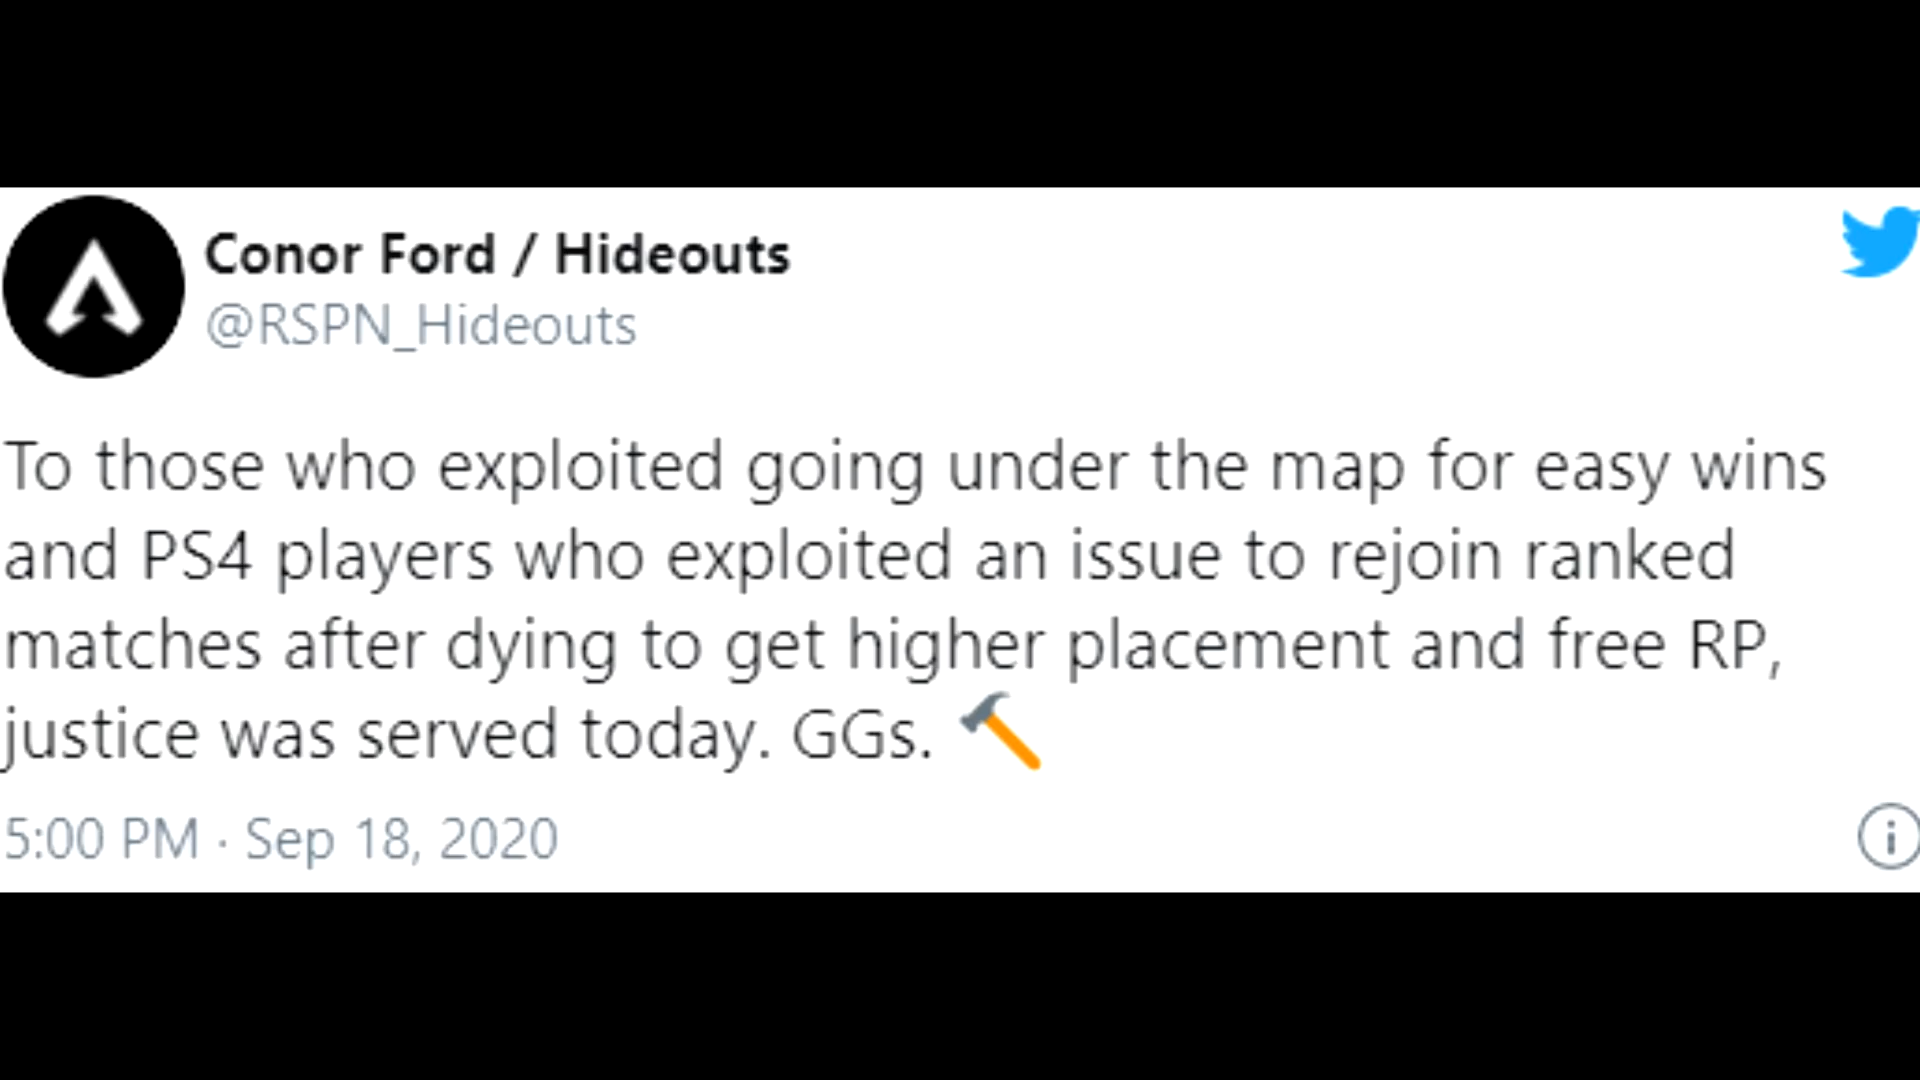 Conor Ford / Hideouts
@RSPN_Hideouts
To those who exploited going under the map for easy wins
and PS4 players who exploited an issue to rejoin ranked
matches after dying to get higher placement and free RP,
justice was served today. GGs. 🔨
5:00 PM · Sep 18, 2020